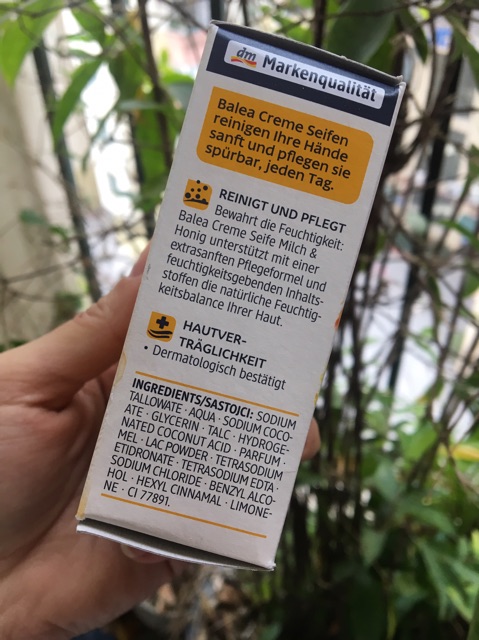 dm Markenqualität
Balea Creme Seifen
reinigen Ihre Hände
sanft und pflegen sie
spürbar, jeden Tag.
REINIGT UND PFLEGT
Bewahrt die Feuchtigkeit:
Balea Creme Seife Milch &
Honig unterstützt mit einer
extrasanften Pflegeformel und
feuchtigkeitsgebenden Inhalts-
stoffen die natürliche Feuchtig-
keitsbalance Ihrer Haut.
HAUTVER-
TRÄGLICHKEIT
• Dermatologisch bestätigt
INGREDIENTS/SASTOJCI: SODIUM
TALLOWATE · AQUA · SODIUM COCO-
ATE · GLYCERIN · TALC · HYDROGE-
NATED COCONUT ACID · PARFUM ·
MEL · LAC POWDER · TETRASODIUM
ETIDRONATE · TETRASODIUM EDTA ·
SODIUM CHLORIDE · BENZYL ALCO-
HOL · HEXYL CINNAMAL · LIMONE-
NE · CI 77891.